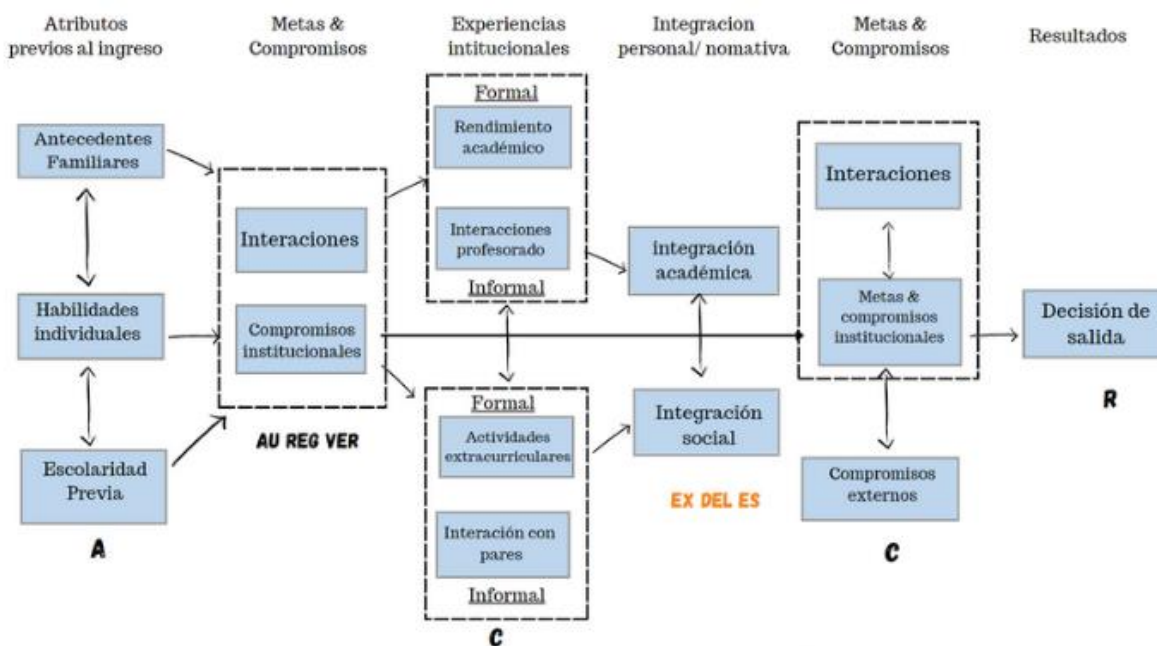 Atributos
previos al ingreso
Metas &
Compromisos
Experiencias
intitucionales
Integracion
personal/ nomativa
Metas &
Compromisos
Resultados
Antecedentes
Familiares
Habilidades
individuales
Escolaridad
Previa
A
Interaciones
Compromisos
institucionales
AU REG VER
Formal
Rendimiento
académico
Interacciones
profesorado
Informal
Formal
Actividades
extracurriculares
Interación con
pares
Informal
C
integración
académica
Integración
social
EX DEL ES
Interaciones
Metas &
compromisos
institucionales
Compromisos
externos
C
Decisión de
salida
R